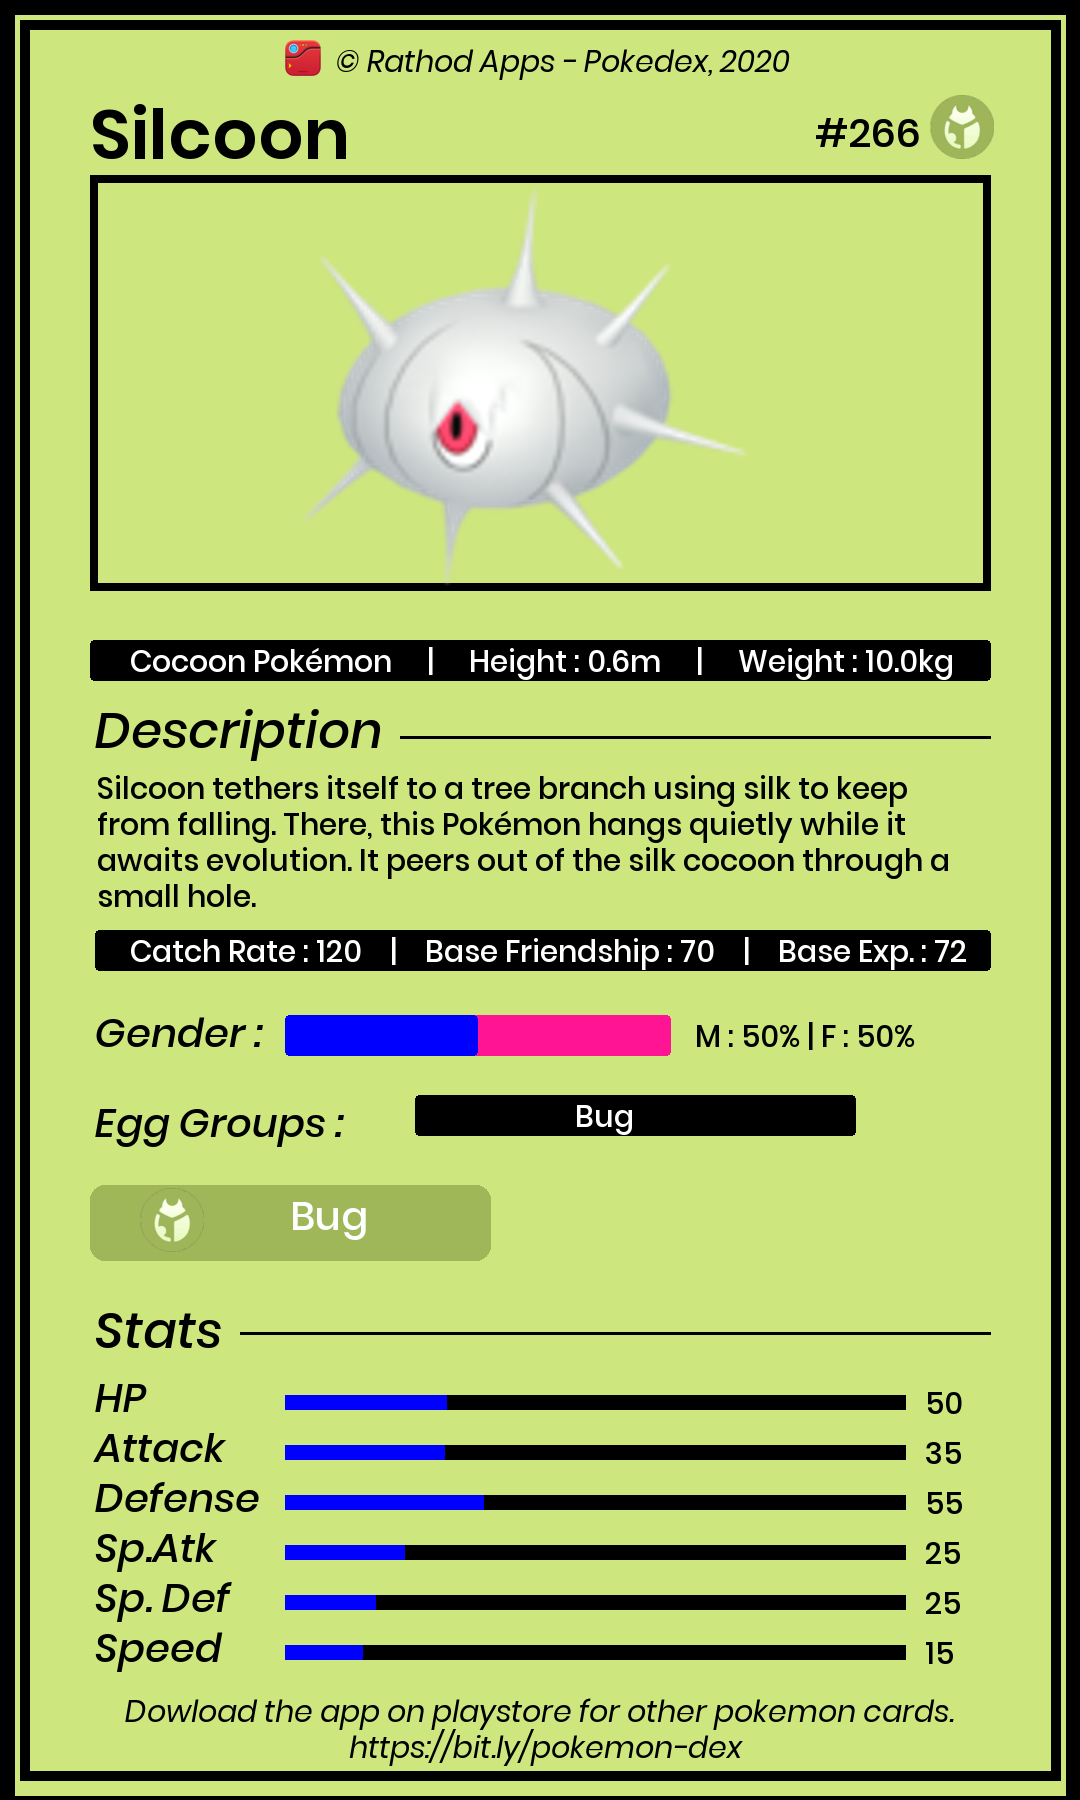 © Rathod Apps - Pokedex, 2020
Silcoon #266
Cocoon Pokémon | Height : 0.6m | Weight : 10.0kg
Description
Silcoon tethers itself to a tree branch using silk to keep
from falling. There, this Pokémon hangs quietly while it
awaits evolution. It peers out of the silk cocoon through a
small hole.
Catch Rate : 120 | Base Friendship : 70 | Base Exp. : 72
Gender : M : 50% | F : 50%
Egg Groups : Bug
Bug
Stats
HP 50
Attack 35
Defense 55
Sp.Atk 25
Sp. Def 25
Speed 15
Dowload the app on playstore for other pokemon cards.
https://bit.ly/pokemon-dex